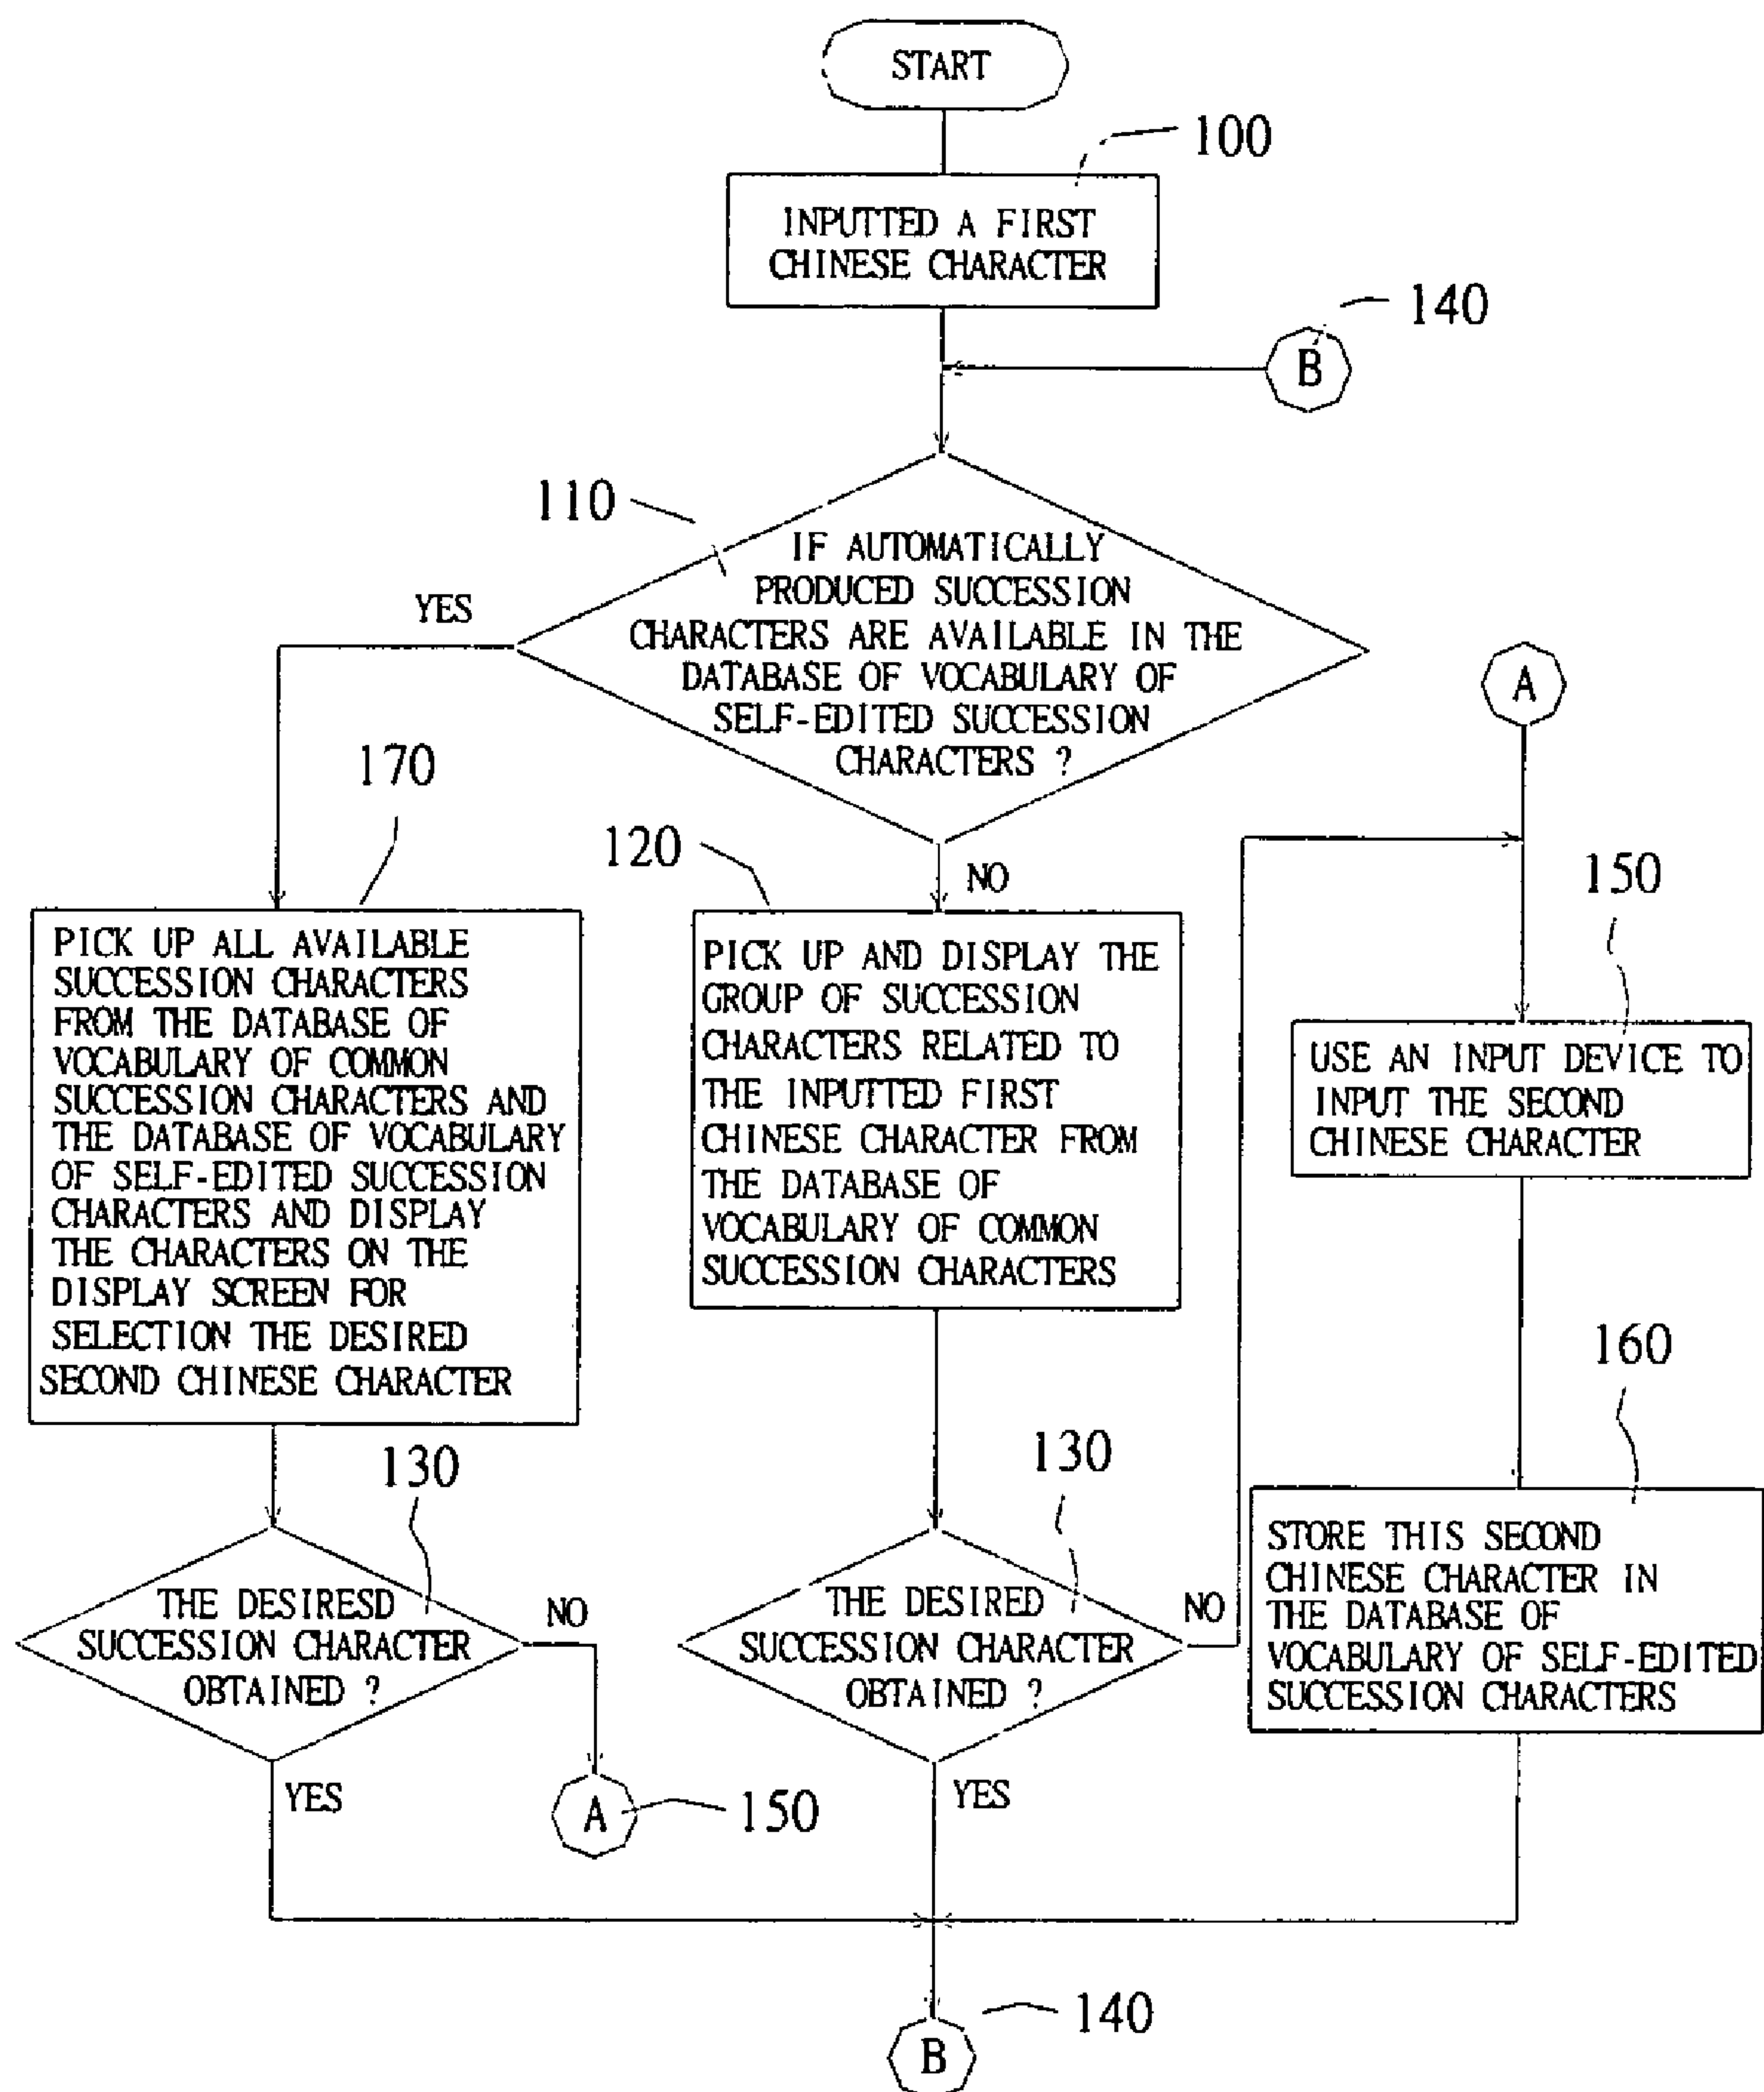 START
100
INPUTTED A FIRST
CHINESE CHARACTER
140
B
110
IF AUTOMATICALLY
PRODUCED SUCCESSION
CHARACTERS ARE AVAILABLE IN THE
DATABASE OF VOCABULARY OF
SELF-EDITED SUCCESSION
CHARACTERS ?
YES
NO
170
PICK UP ALL AVAILABLE
SUCCESSION CHARACTERS
FROM THE DATABASE OF
VOCABULARY OF COMMON
SUCCESSION CHARACTERS AND
THE DATABASE OF VOCABULARY
OF SELF-EDITED SUCCESSION
CHARACTERS AND DISPLAY
THE CHARACTERS ON THE
DISPLAY SCREEN FOR
SELECTION THE DESIRED
SECOND CHINESE CHARACTER
120
PICK UP AND DISPLAY THE
GROUP OF SUCCESSION
CHARACTERS RELATED TO
THE INPUTTED FIRST
CHINESE CHARACTER FROM
THE DATABASE OF
VOCABULARY OF COMMON
SUCCESSION CHARACTERS
A
150
USE AN INPUT DEVICE TO
INPUT THE SECOND
CHINESE CHARACTER
160
STORE THIS SECOND
CHINESE CHARACTER IN
THE DATABASE OF
VOCABULARY OF SELF-EDITED
SUCCESSION CHARACTERS
130
THE DESIRESD
SUCCESSION CHARACTER
OBTAINED ?
NO
YES
A
150
130
THE DESIRED
SUCCESSION CHARACTER
OBTAINED ?
NO
YES
140
B